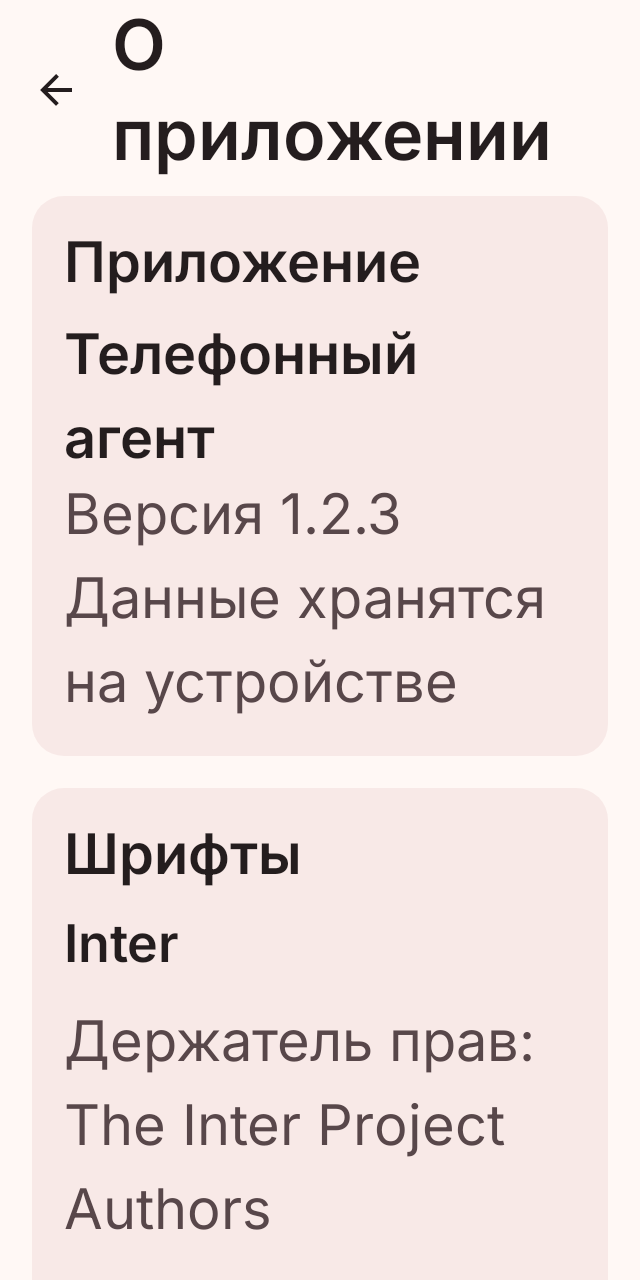 О
приложении
Приложение
Телефонный
агент
Версия 1.2.3
Данные хранятся
на устройстве
Шрифты
Inter
Держатель прав:
The Inter Project
Authors